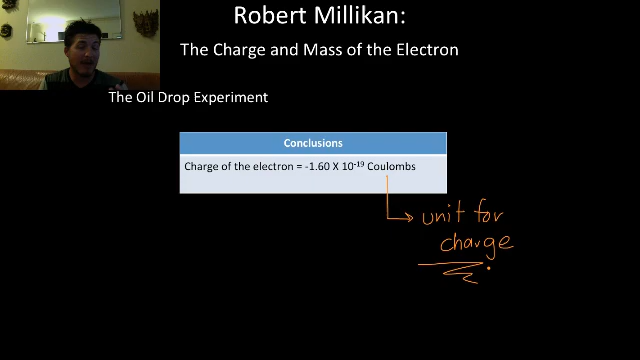 Robert Millikan:
The Charge and Mass of the Electron
The Oil Drop Experiment
Conclusions
Charge of the electron = -1.60 X 10⁻¹⁹ Coulombs
unit for
charge